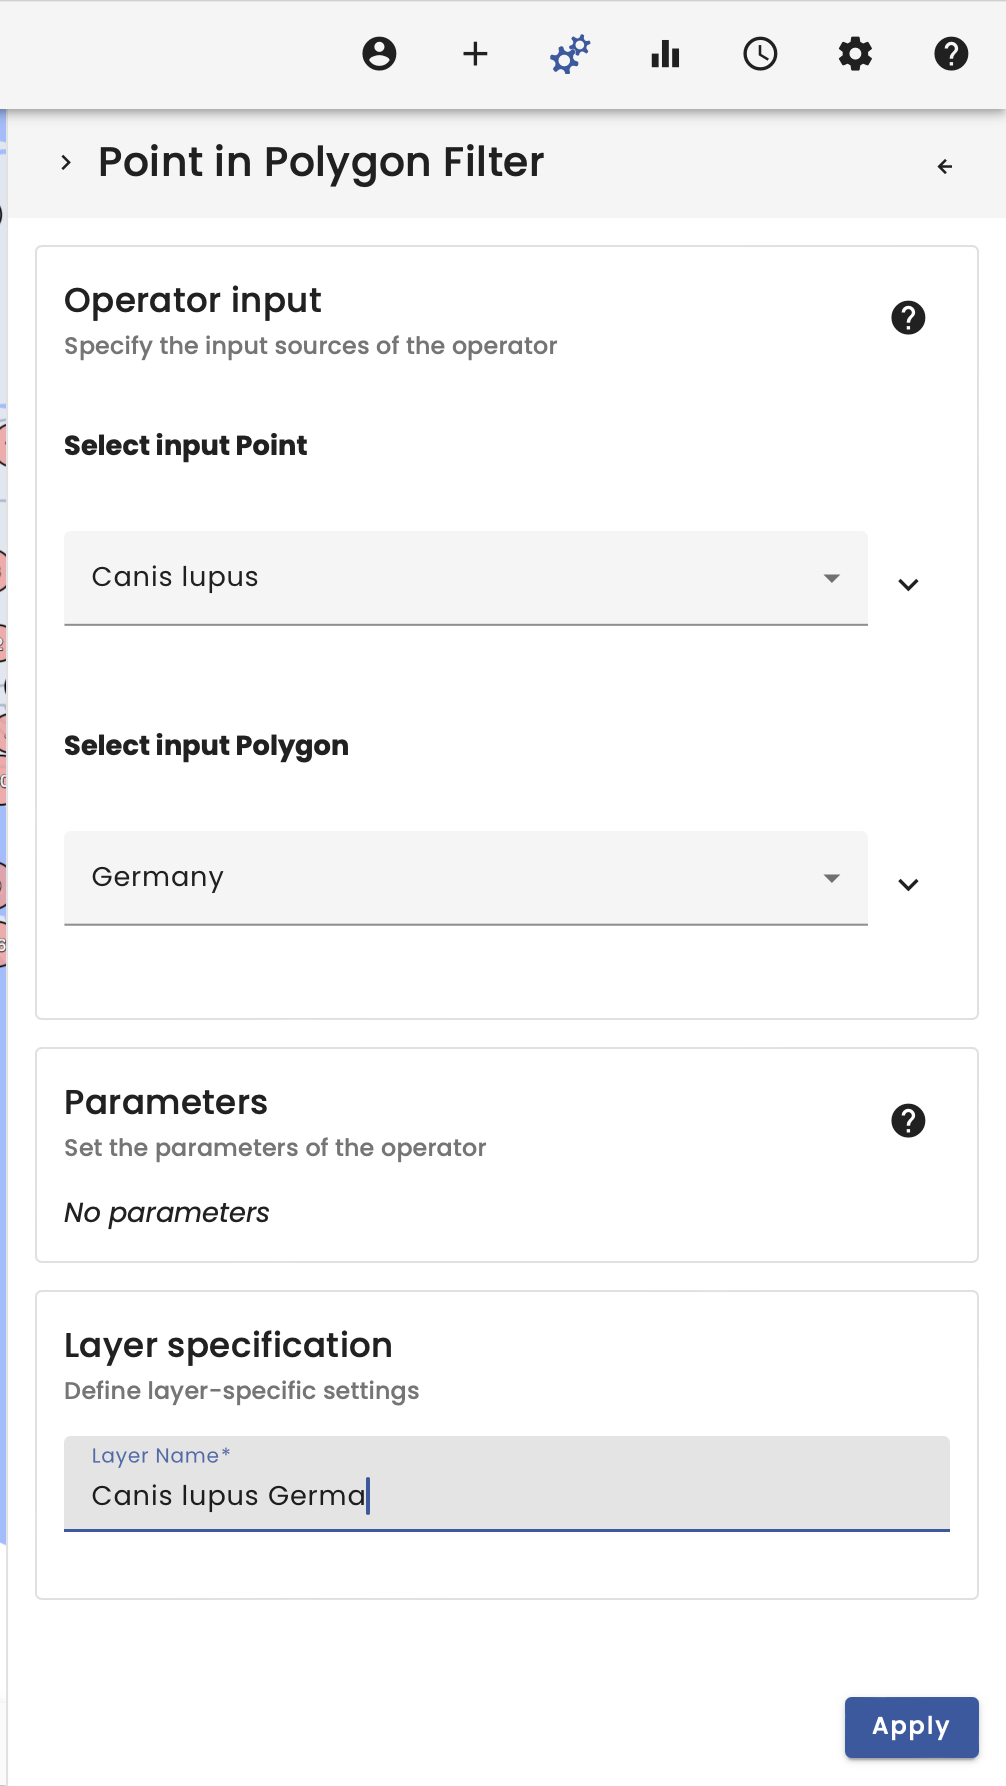 Point in Polygon Filter
Operator input
Specify the input sources of the operator
Select input Point
Canis lupus
Select input Polygon
Germany
Parameters
Set the parameters of the operator
No parameters
Layer specification
Define layer-specific settings
Layer Name*
Canis lupus Germa
Apply